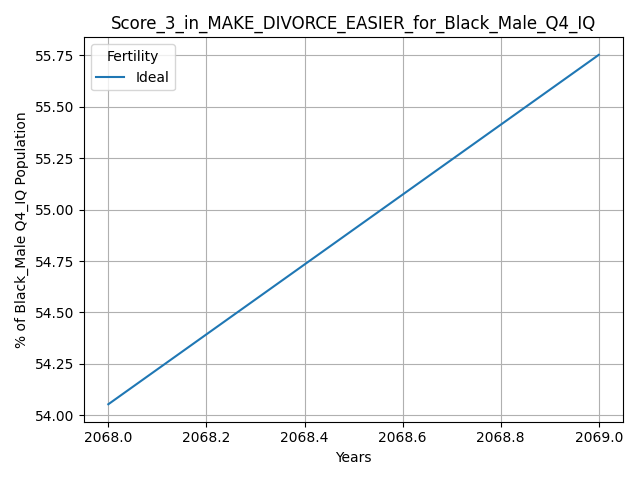 Score_3_in_MAKE_DIVORCE_EASIER_for_Black_Male_Q4_IQ
Fertility
Ideal
% of Black_Male Q4_IQ Population
55.75
55.50
55.25
55.00
54.75
54.50
54.25
54.00
2068.0 2068.2 2068.4 2068.6 2068.8 2069.0
Years